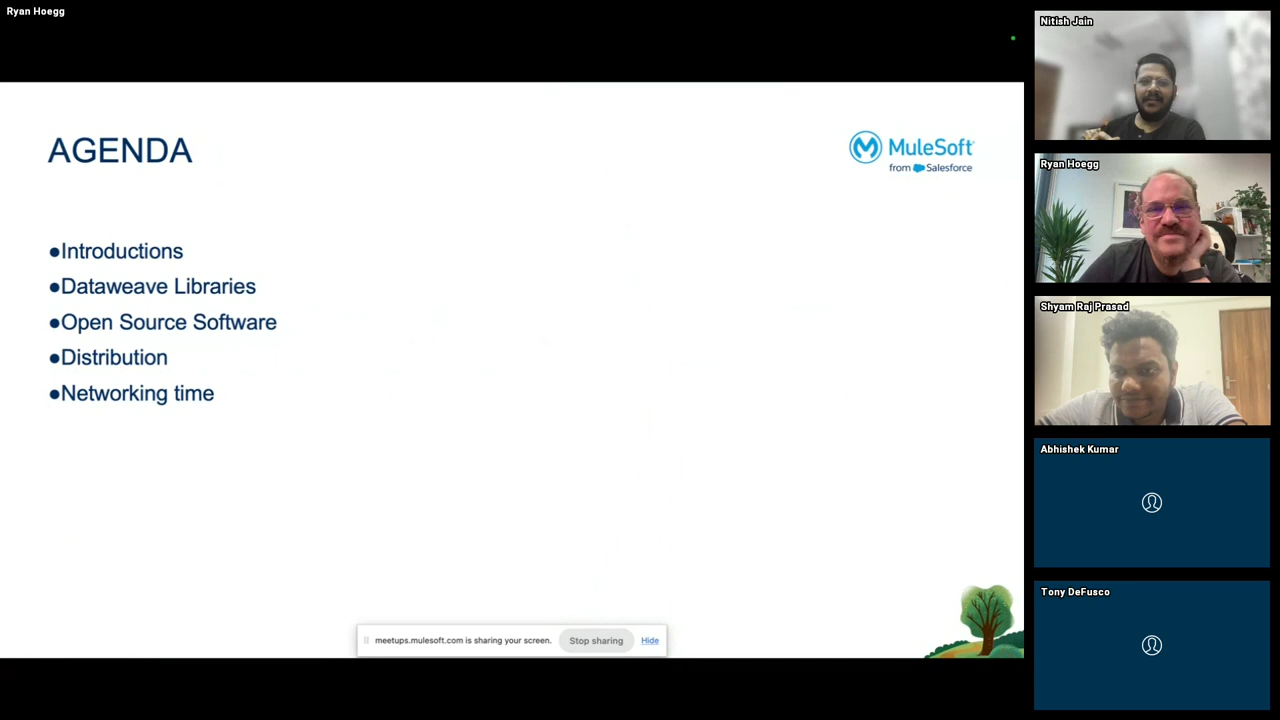 Ryan Hoegg
AGENDA
MuleSoft
from Salesforce
●Introductions
●Dataweave Libraries
●Open Source Software
●Distribution
●Networking time
meetups.mulesoft.com is sharing your screen.
Stop sharing
Hide
Nitish Jain
Ryan Hoegg
Shyam Raj Prasad
Abhishek Kumar
Tony DeFusco